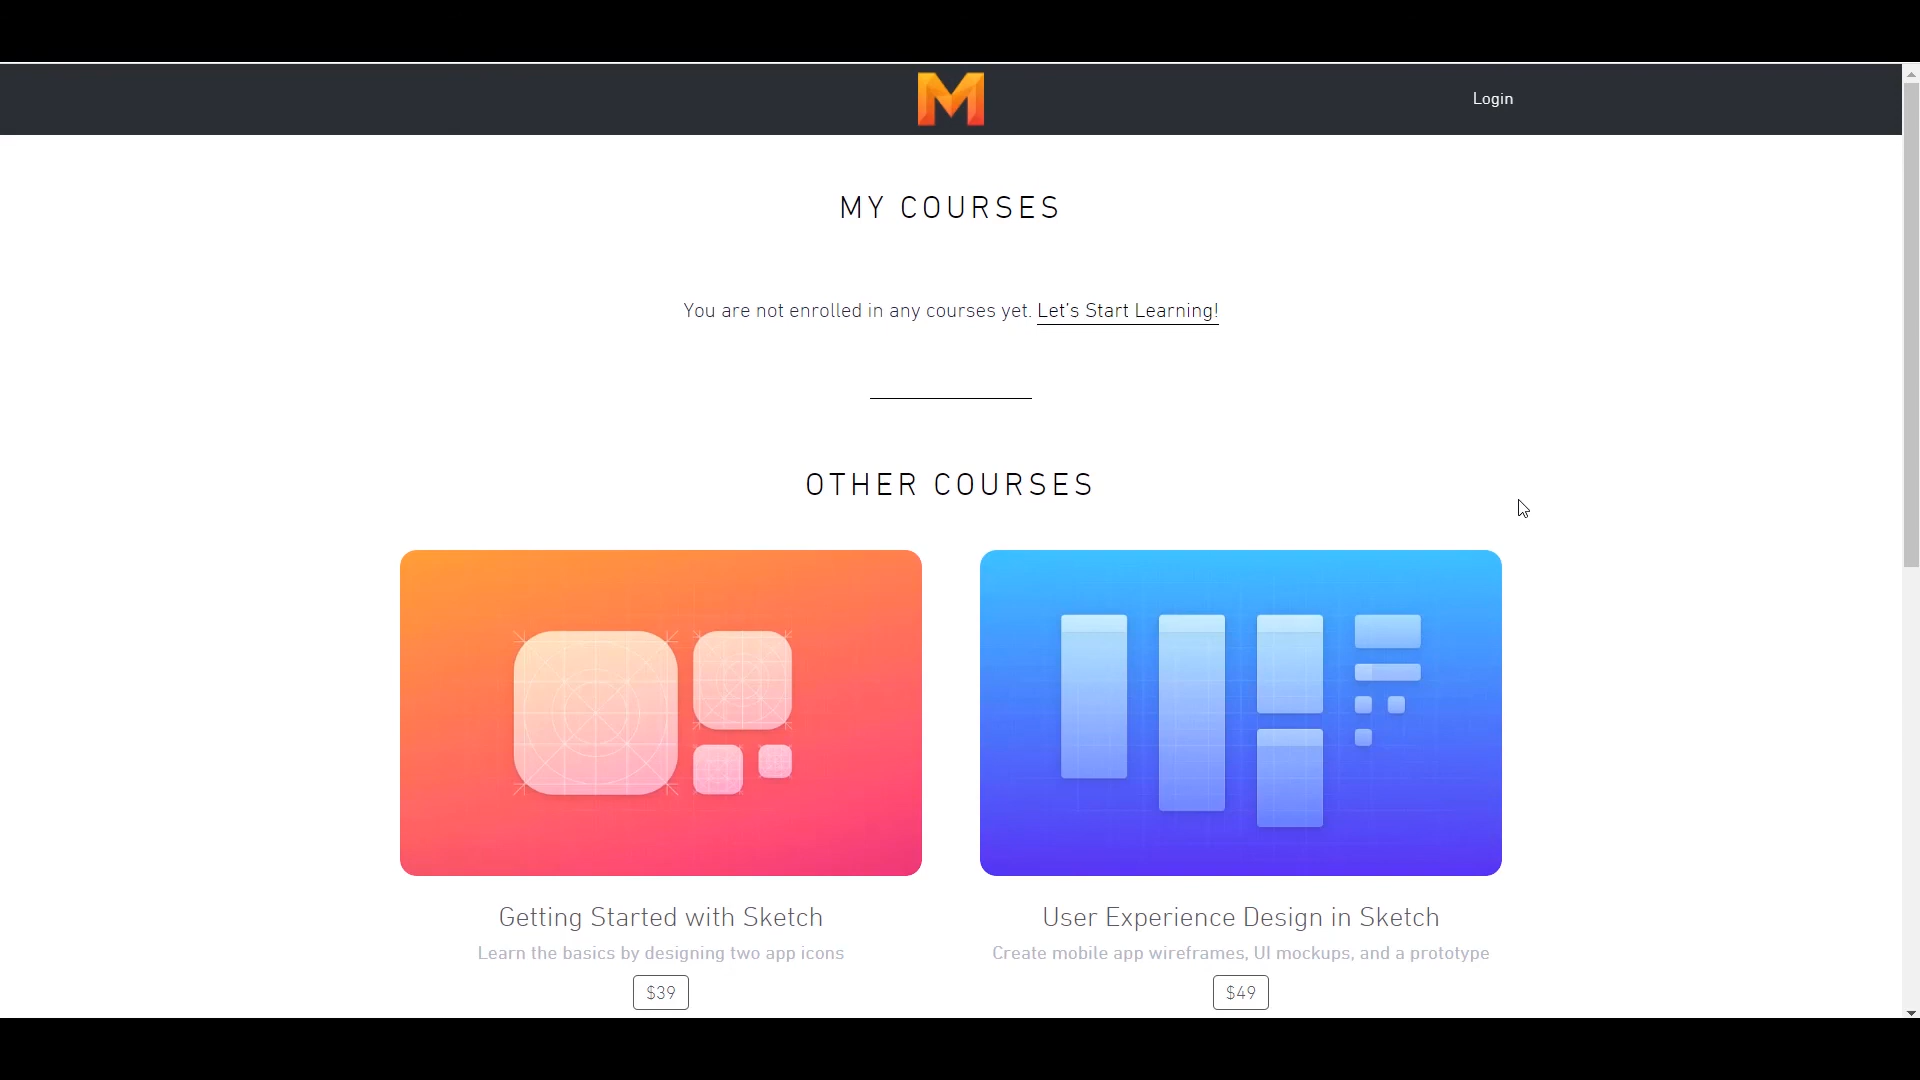 M
Login
MY COURSES
You are not enrolled in any courses yet. Let's Start Learning!
OTHER COURSES
Getting Started with Sketch
Learn the basics by designing two app icons
$39
User Experience Design in Sketch
Create mobile app wireframes, UI mockups, and a prototype
$49